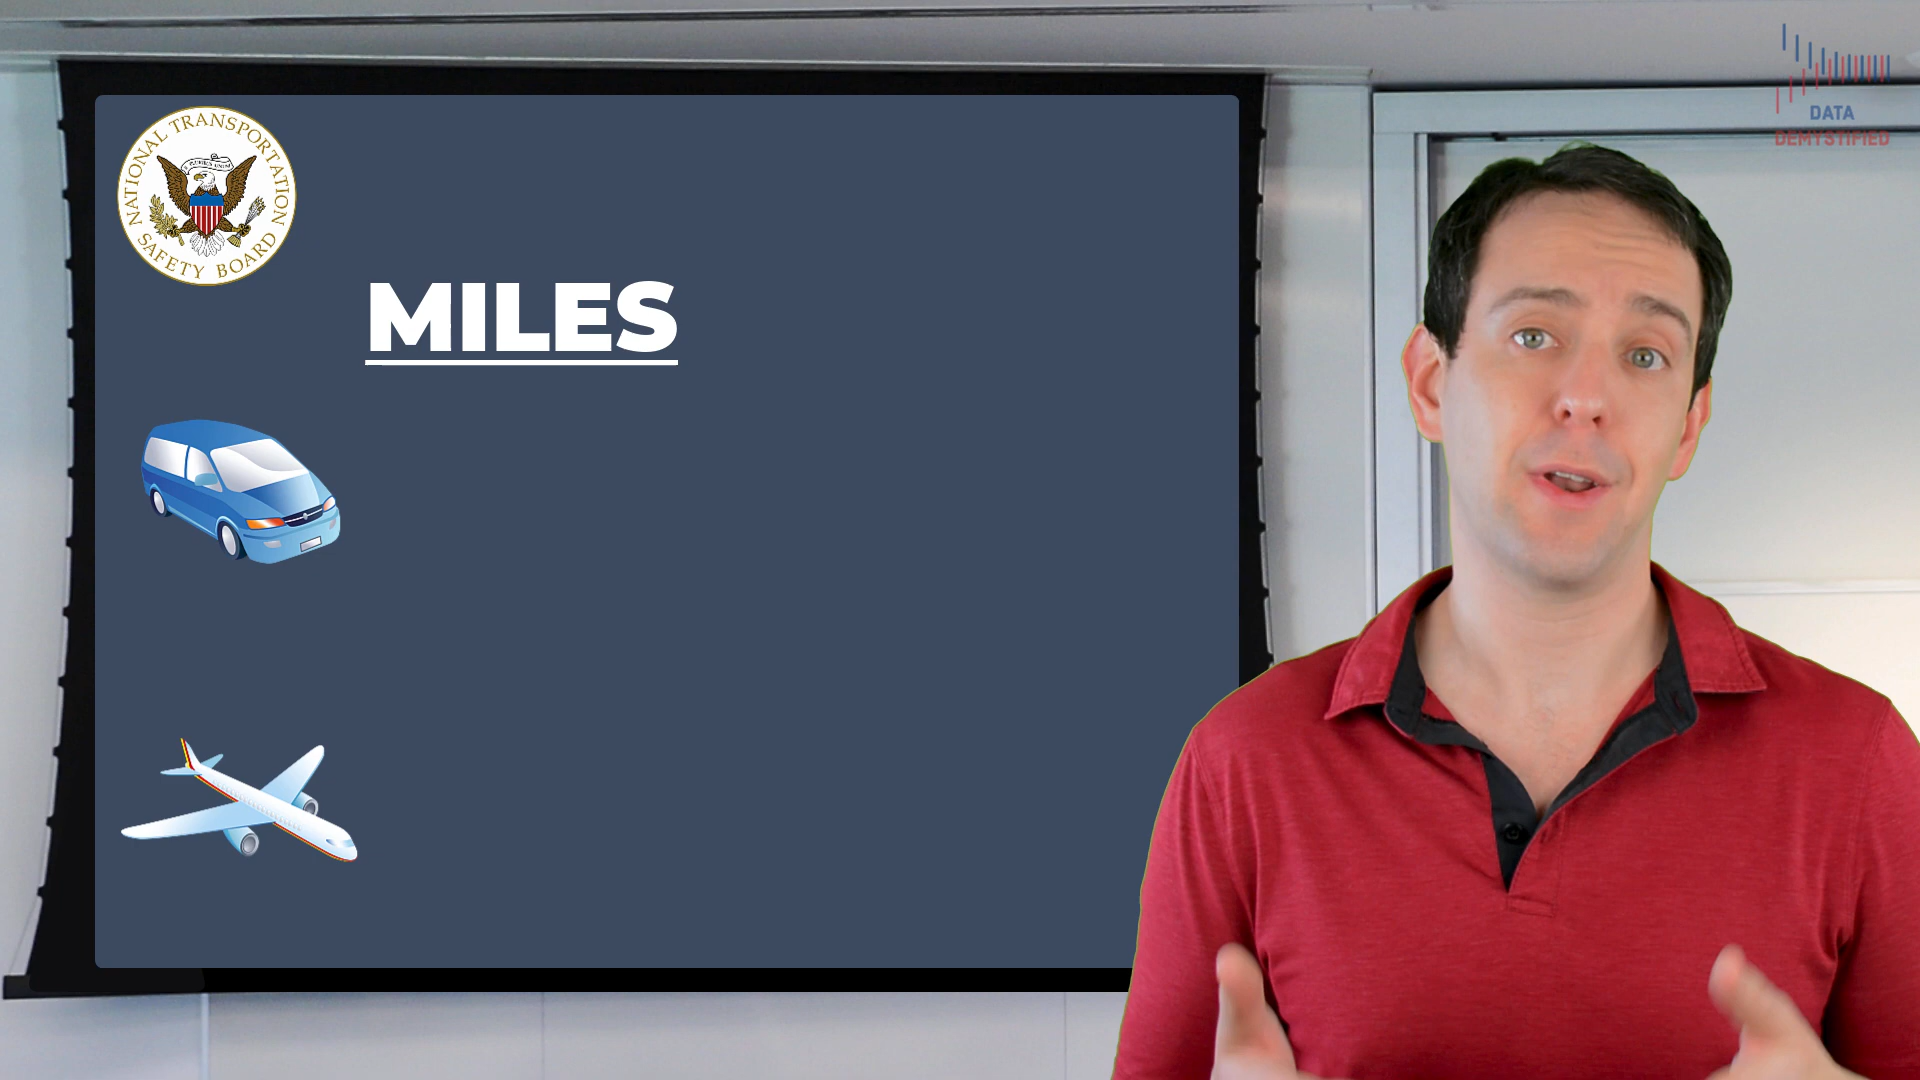 NATIONAL TRANSPORTATION
SAFETY BOARD
MILES
DATA
DEMYSTIFIED